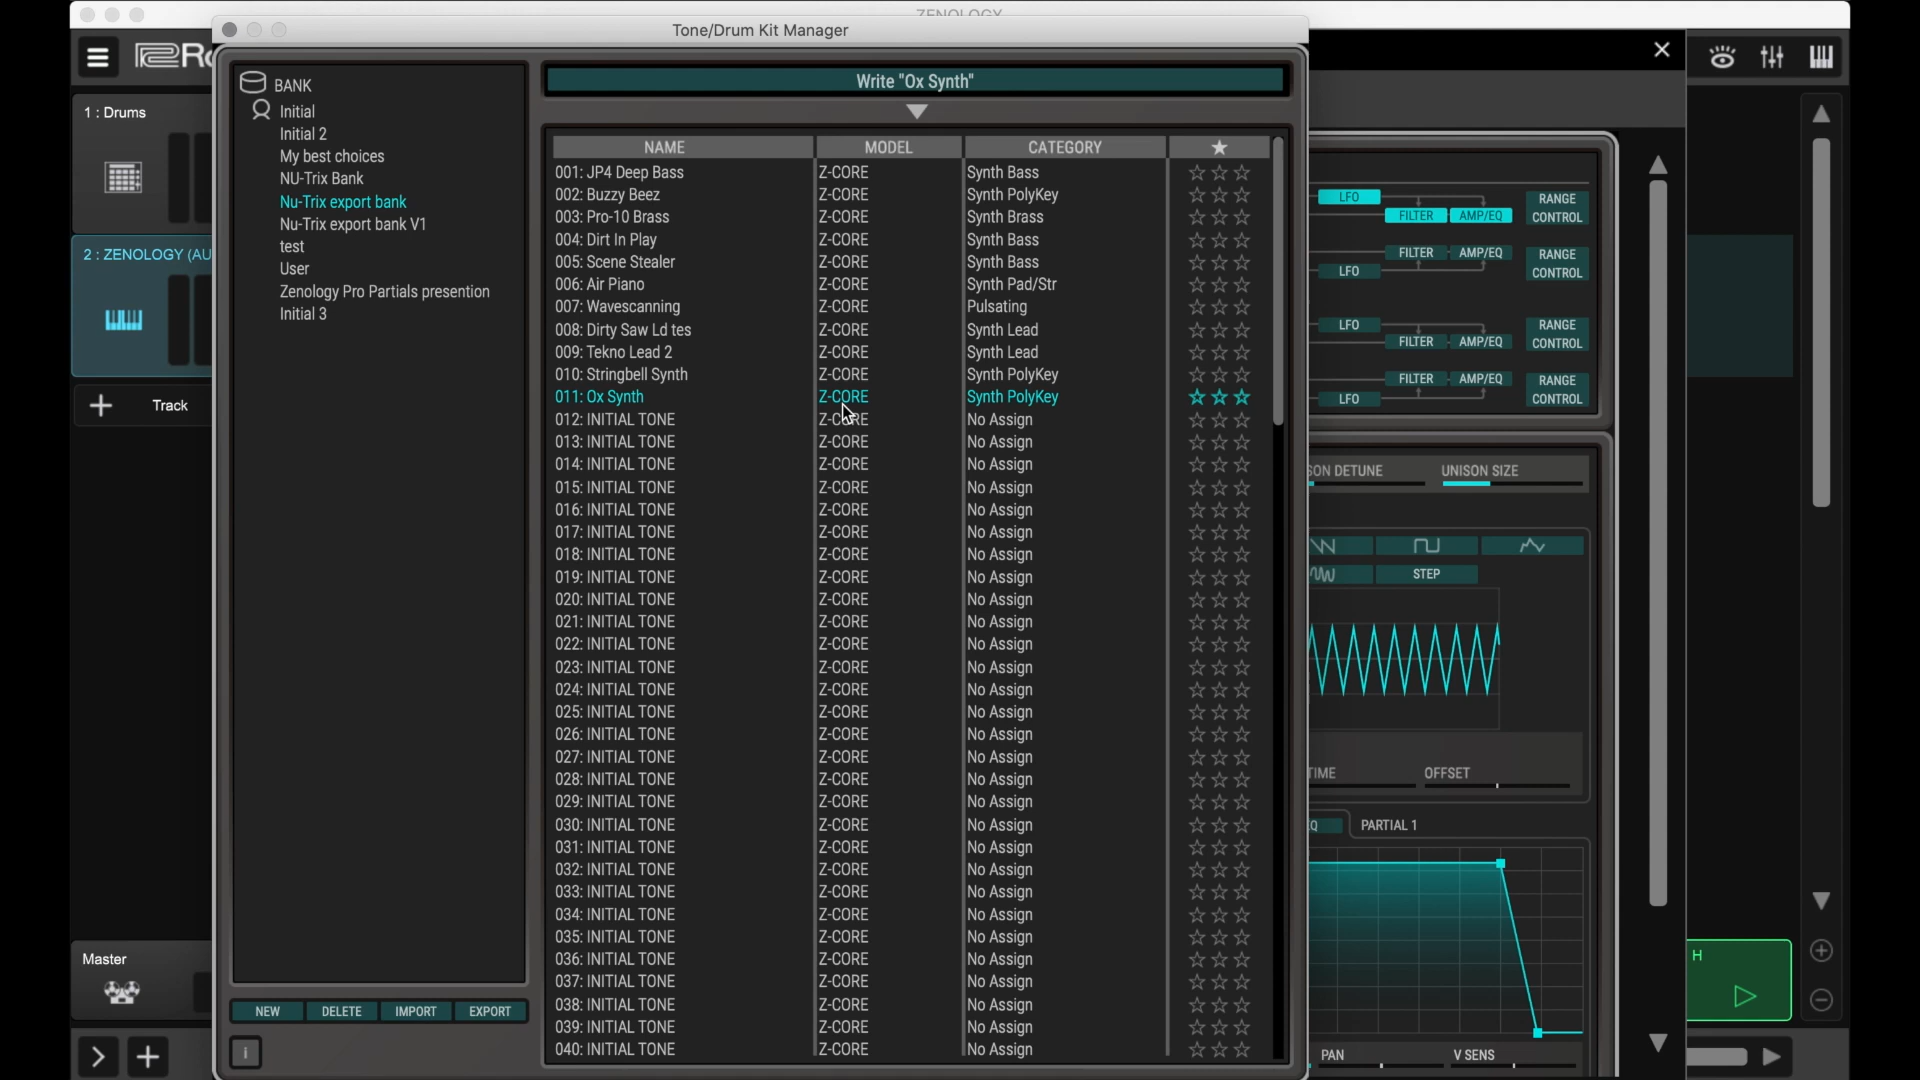 ZENOLOGY
Tone/Drum Kit Manager
1 : Drums
2 : ZENOLOGY (AU
+ Track
Master
BANK
Initial
Initial 2
My best choices
NU-Trix Bank
Nu-Trix export bank
Nu-Trix export bank V1
test
User
Zenology Pro Partials presention
Initial 3
NEW DELETE IMPORT EXPORT
i
Write "Ox Synth"
NAME MODEL CATEGORY ★
001: JP4 Deep Bass Z-CORE Synth Bass ☆☆☆
002: Buzzy Beez Z-CORE Synth PolyKey ☆☆☆
003: Pro-10 Brass Z-CORE Synth Brass ☆☆☆
004: Dirt In Play Z-CORE Synth Bass ☆☆☆
005: Scene Stealer Z-CORE Synth Bass ☆☆☆
006: Air Piano Z-CORE Synth Pad/Str ☆☆☆
007: Wavescanning Z-CORE Pulsating ☆☆☆
008: Dirty Saw Ld tes Z-CORE Synth Lead ☆☆☆
009: Tekno Lead 2 Z-CORE Synth Lead ☆☆☆
010: Stringbell Synth Z-CORE Synth PolyKey ☆☆☆
011: Ox Synth Z-CORE Synth PolyKey ☆☆☆
012: INITIAL TONE Z-CORE No Assign ☆☆☆
013: INITIAL TONE Z-CORE No Assign ☆☆☆
014: INITIAL TONE Z-CORE No Assign ☆☆☆
015: INITIAL TONE Z-CORE No Assign ☆☆☆
016: INITIAL TONE Z-CORE No Assign ☆☆☆
017: INITIAL TONE Z-CORE No Assign ☆☆☆
018: INITIAL TONE Z-CORE No Assign ☆☆☆
019: INITIAL TONE Z-CORE No Assign ☆☆☆
020: INITIAL TONE Z-CORE No Assign ☆☆☆
021: INITIAL TONE Z-CORE No Assign ☆☆☆
022: INITIAL TONE Z-CORE No Assign ☆☆☆
023: INITIAL TONE Z-CORE No Assign ☆☆☆
024: INITIAL TONE Z-CORE No Assign ☆☆☆
025: INITIAL TONE Z-CORE No Assign ☆☆☆
026: INITIAL TONE Z-CORE No Assign ☆☆☆
027: INITIAL TONE Z-CORE No Assign ☆☆☆
028: INITIAL TONE Z-CORE No Assign ☆☆☆
029: INITIAL TONE Z-CORE No Assign ☆☆☆
030: INITIAL TONE Z-CORE No Assign ☆☆☆
031: INITIAL TONE Z-CORE No Assign ☆☆☆
032: INITIAL TONE Z-CORE No Assign ☆☆☆
033: INITIAL TONE Z-CORE No Assign ☆☆☆
034: INITIAL TONE Z-CORE No Assign ☆☆☆
035: INITIAL TONE Z-CORE No Assign ☆☆☆
036: INITIAL TONE Z-CORE No Assign ☆☆☆
037: INITIAL TONE Z-CORE No Assign ☆☆☆
038: INITIAL TONE Z-CORE No Assign ☆☆☆
039: INITIAL TONE Z-CORE No Assign ☆☆☆
040: INITIAL TONE Z-CORE No Assign ☆☆☆
LFO FILTER AMP/EQ RANGE CONTROL
LFO FILTER AMP/EQ RANGE CONTROL
LFO FILTER AMP/EQ RANGE CONTROL
LFO FILTER AMP/EQ RANGE CONTROL
SON DETUNE UNISON SIZE
STEP
TIME OFFSET
Q PARTIAL 1
PAN V SENS
H